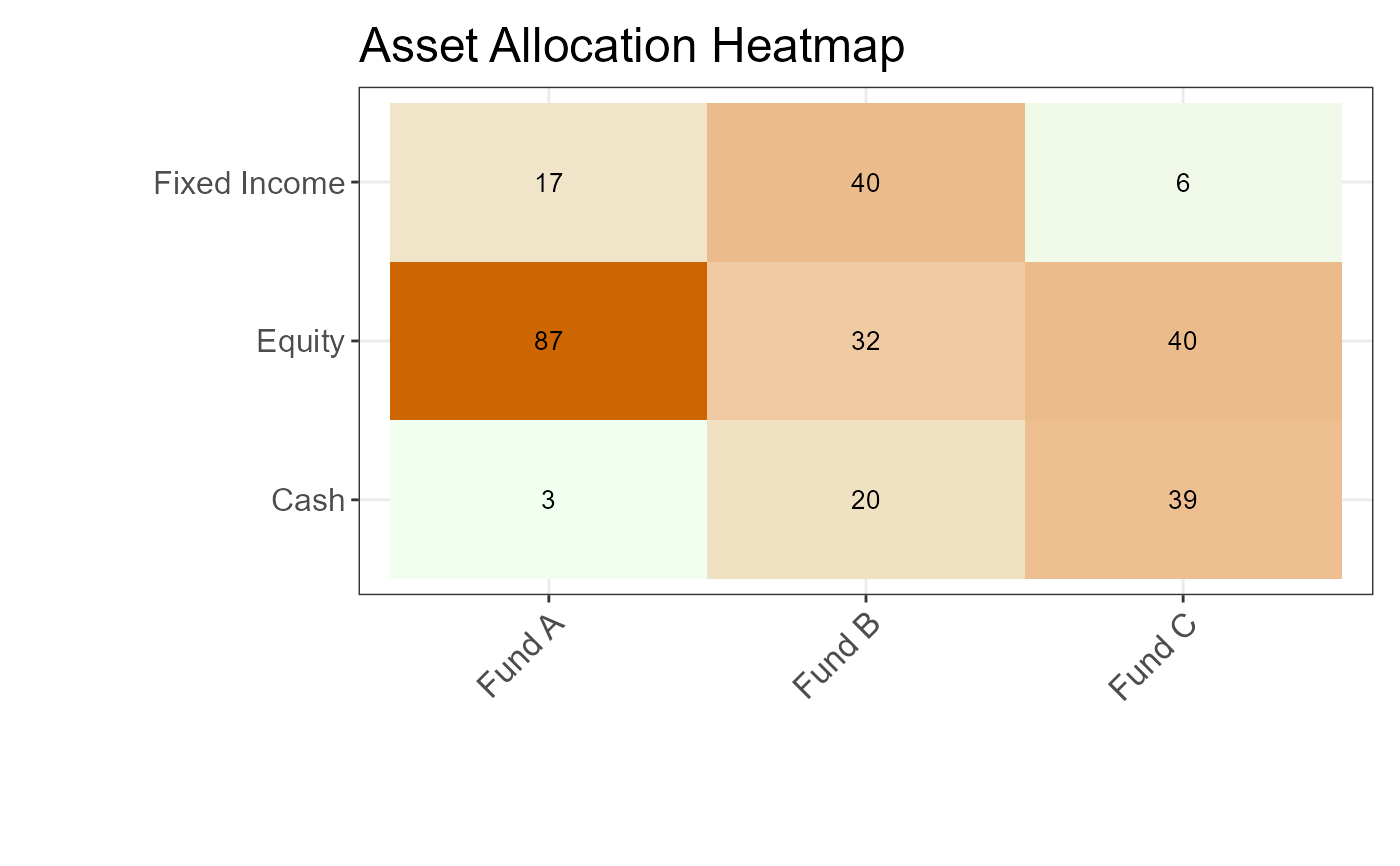 Asset Allocation Heatmap
Fixed Income 17 40 6
Equity 87 32 40
Cash 3 20 39
Fund A Fund B Fund C